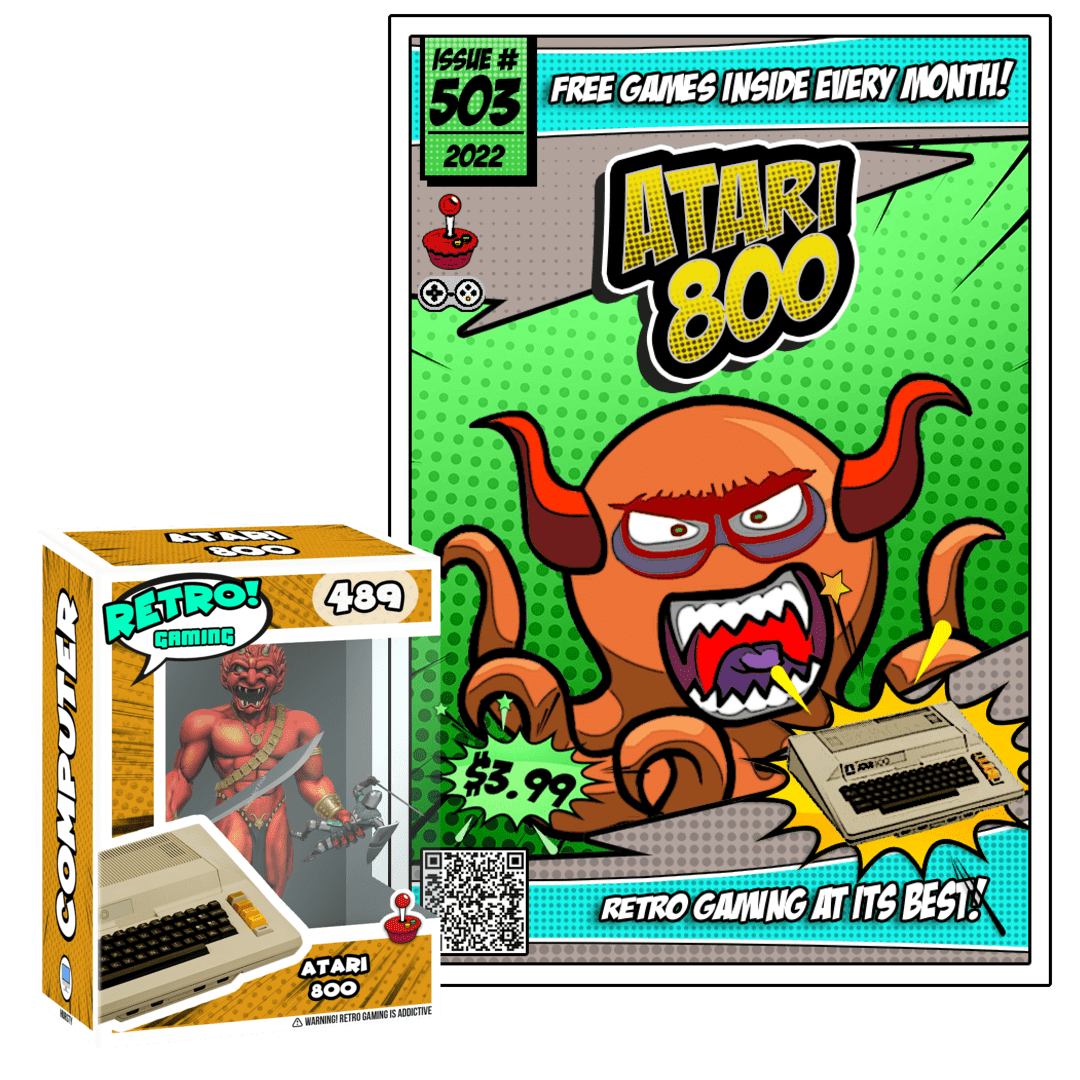 ISSUE #
503
2022
FREE GAMES INSIDE EVERY MONTH!
ATARI
800
$3.99
RETRO GAMING AT ITS BEST!
ATARI
800
RETRO!
GAMING
489
COMPUTER
ATARI
800
WARNING! RETRO GAMING IS ADDICTIVE